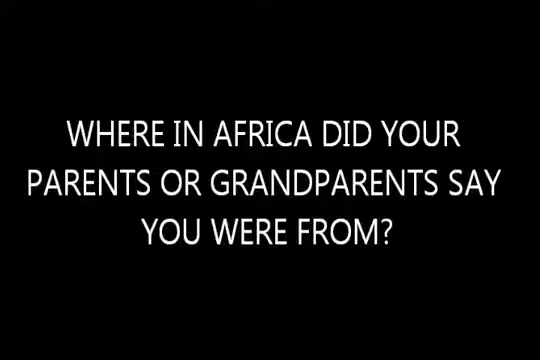 WHERE IN AFRICA DID YOUR
PARENTS OR GRANDPARENTS SAY
YOU WERE FROM?